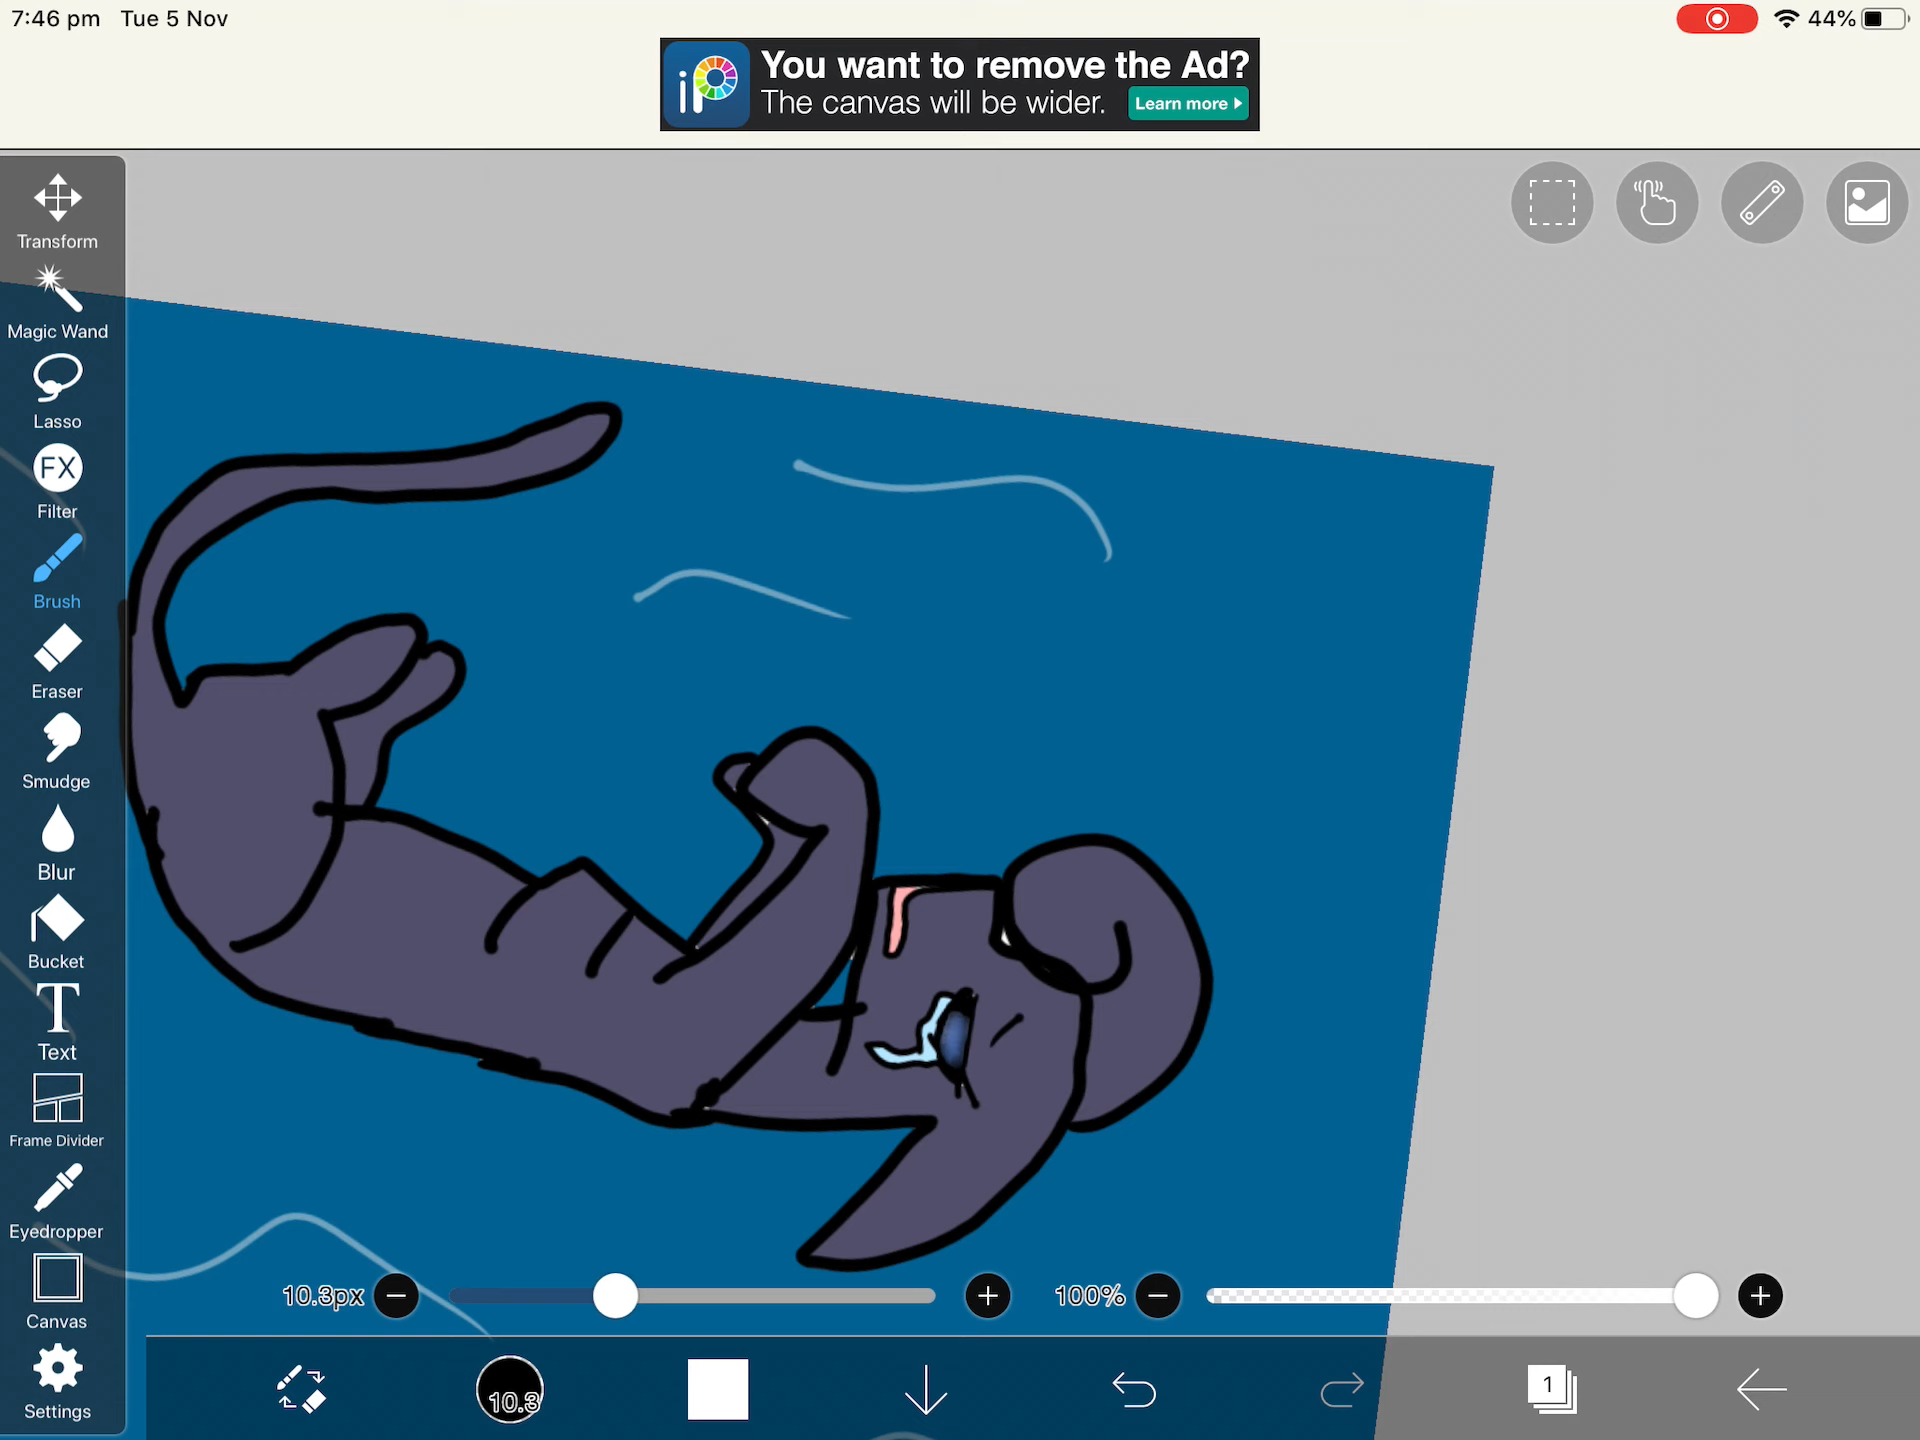 7:46 pm Tue 5 Nov
44%
iP
You want to remove the Ad?
The canvas will be wider.
Learn more
Transform
Magic Wand
Lasso
FX
Filter
Brush
Eraser
Smudge
Blur
Bucket
T
Text
Frame Divider
Eyedropper
Canvas
Settings
10.3px
100%
10.3
1